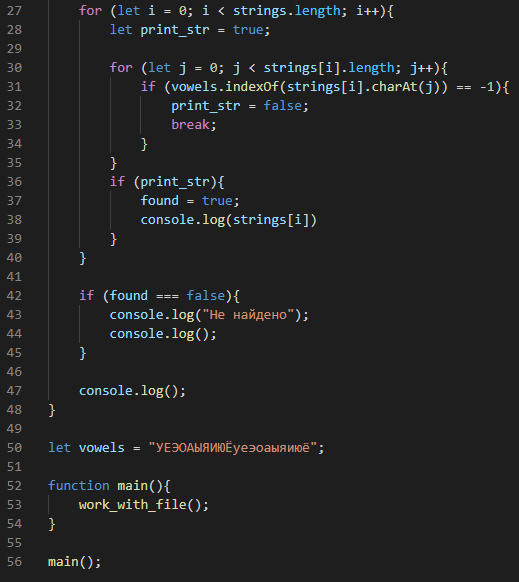 27 for (let i = 0; i < strings.length; i++){
28 let print_str = true;
29
30 for (let j = 0; j < strings[i].length; j++){
31 if (vowels.indexOf(strings[i].charAt(j)) == -1){
32 print_str = false;
33 break;
34 }
35 }
36 if (print_str){
37 found = true;
38 console.log(strings[i])
39 }
40 }
41
42 if (found === false){
43 console.log("Не найдено");
44 console.log();
45 }
46
47 console.log();
48 }
49
50 let vowels = "УЕЭОАЫЯИЮЁуеэоаыяиюё";
51
52 function main(){
53 work_with_file();
54 }
55
56 main();